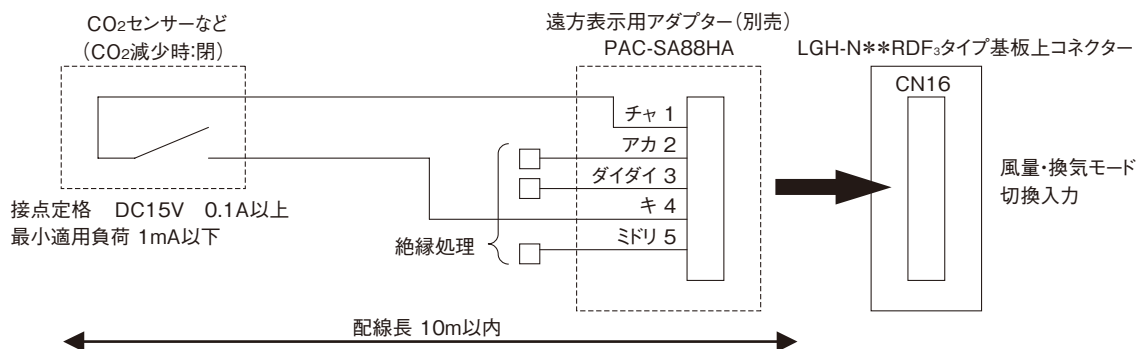 CO₂センサーなど
(CO₂減少時:閉)
遠方表示用アダプター(別売)
PAC-SA88HA
LGH-N**RDF₃タイプ基板上コネクター
CN16
チャ 1
アカ 2
ダイダイ 3
キ 4
ミドリ 5
絶縁処理
風量・換気モード
切換入力
接点定格 DC15V 0.1A以上
最小適用負荷 1mA以下
配線長 10m以内